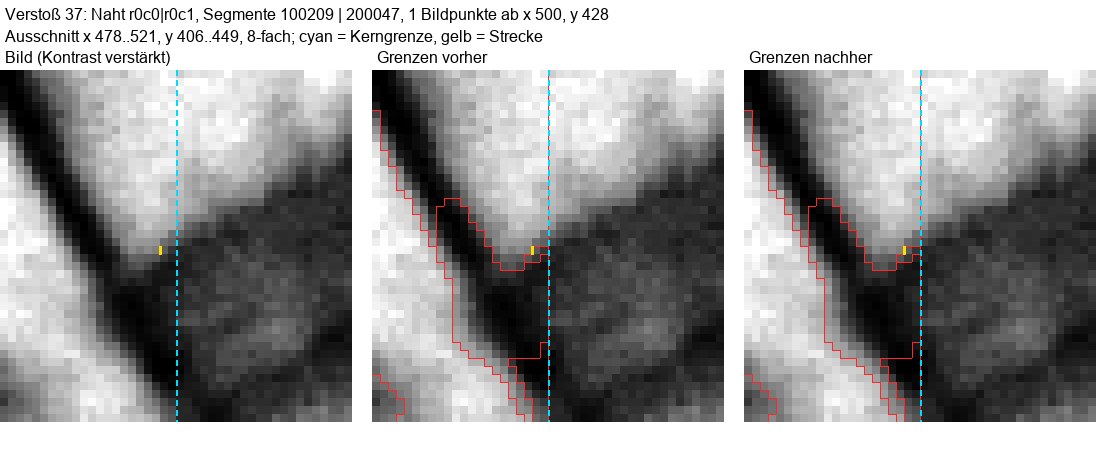 Verstoß 37: Naht r0c0|r0c1, Segmente 100209 | 200047, 1 Bildpunkte ab x 500, y 428
Ausschnitt x 478..521, y 406..449, 8-fach; cyan = Kerngrenze, gelb = Strecke
Bild (Kontrast verstärkt) Grenzen vorher Grenzen nachher